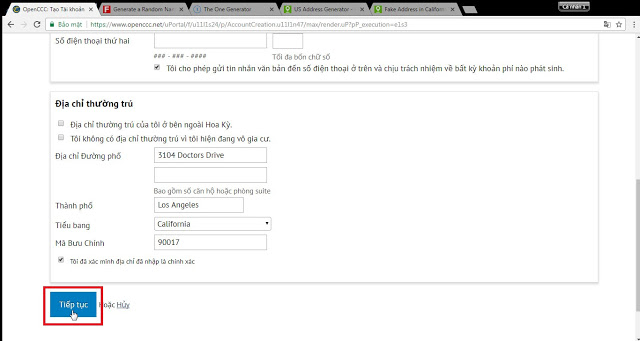 OpenCCC: Tạo Tài khoản
Generate a Random Nam
The One Generator
US Address Generator -
Fake Address in Californi
Cá nhân 1
Bảo mật
https://www.openccc.net/uPortal/f/u11l1s24/p/AccountCreation.u11l1n47/max/render.uP?pP_execution=e1s3
Số điện thoại thứ hai
### - ### - ####
Tối đa bốn chữ số
Tôi cho phép gửi tin nhắn văn bản đến số điện thoại ở trên và chịu trách nhiệm về bất kỳ khoản phí nào phát sinh.
Địa chỉ thường trú
Địa chỉ thường trú của tôi ở bên ngoài Hoa Kỳ.
Tôi không có địa chỉ thường trú vì tôi hiện đang vô gia cư.
Địa chỉ Đường phố
3104 Doctors Drive
Bao gồm số căn hộ hoặc phòng suite
Thành phố
Los Angeles
Tiểu bang
California
Mã Bưu Chính
90017
Tôi đã xác minh địa chỉ đã nhập là chính xác
Tiếp tục
Hoặc Hủy